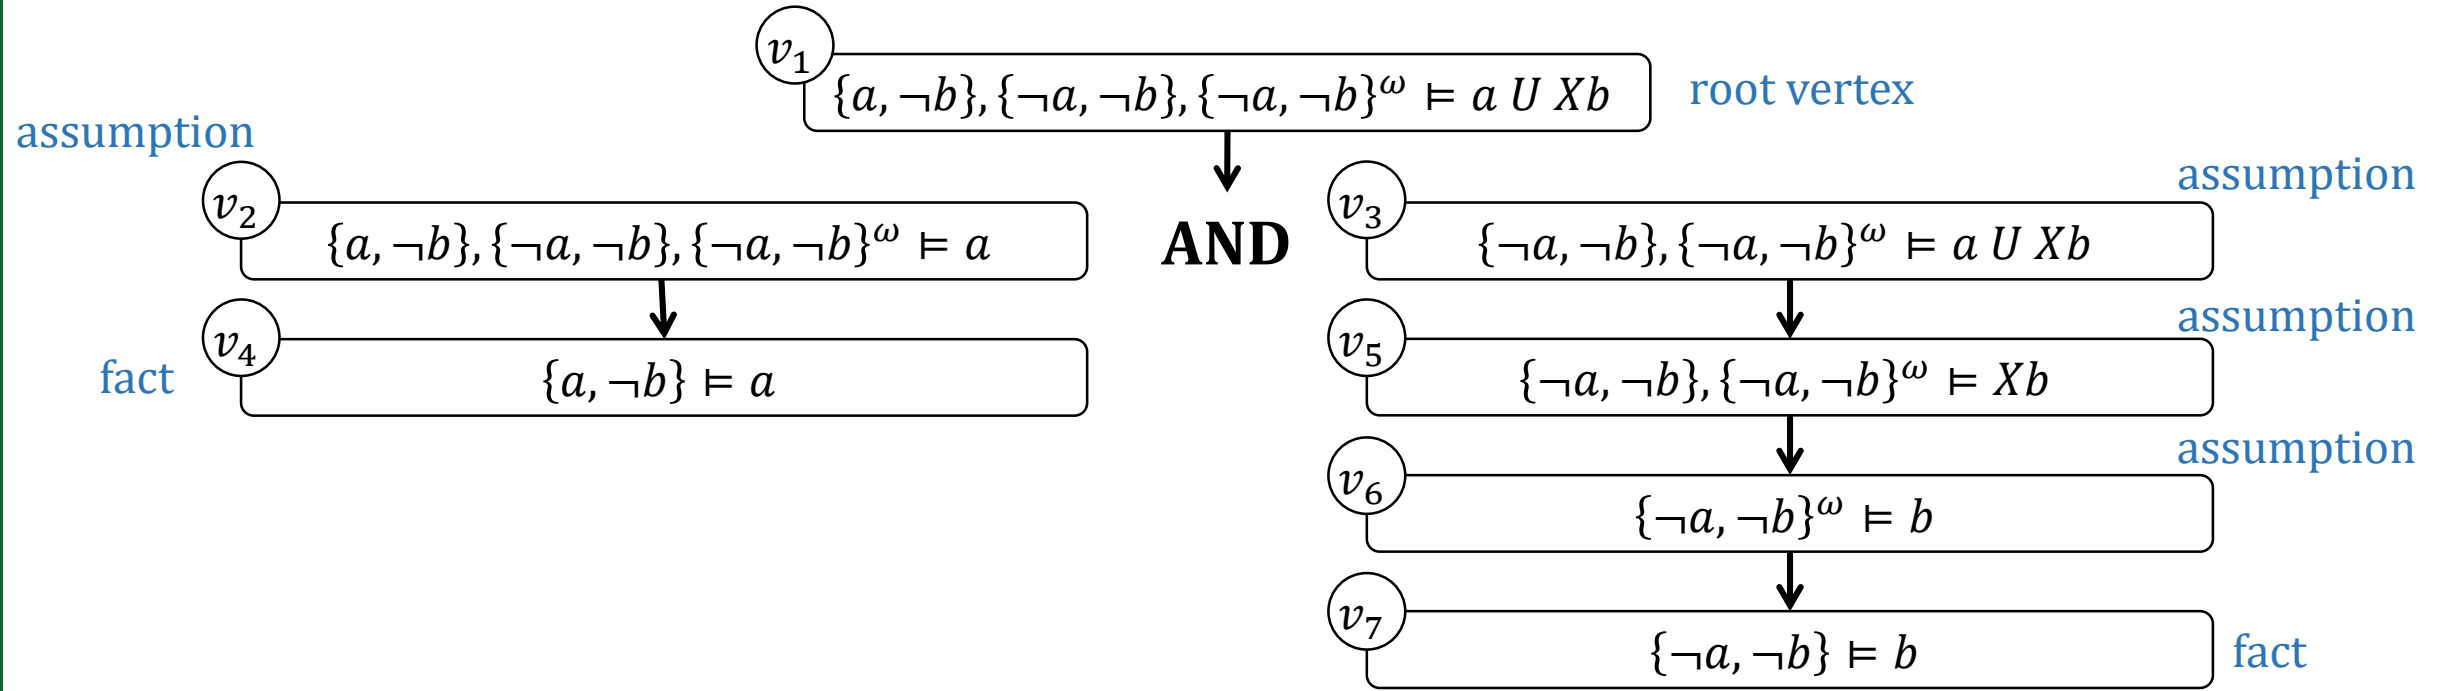 v₁
{a, ¬b}, {¬a, ¬b}, {¬a, ¬b}^ω ⊨ a U Xb
root vertex
assumption
v₂
{a, ¬b}, {¬a, ¬b}, {¬a, ¬b}^ω ⊨ a
AND
assumption
v₃
{¬a, ¬b}, {¬a, ¬b}^ω ⊨ a U Xb
fact
v₄
{a, ¬b} ⊨ a
assumption
v₅
{¬a, ¬b}, {¬a, ¬b}^ω ⊨ Xb
assumption
v₆
{¬a, ¬b}^ω ⊨ b
v₇
{¬a, ¬b} ⊨ b
fact